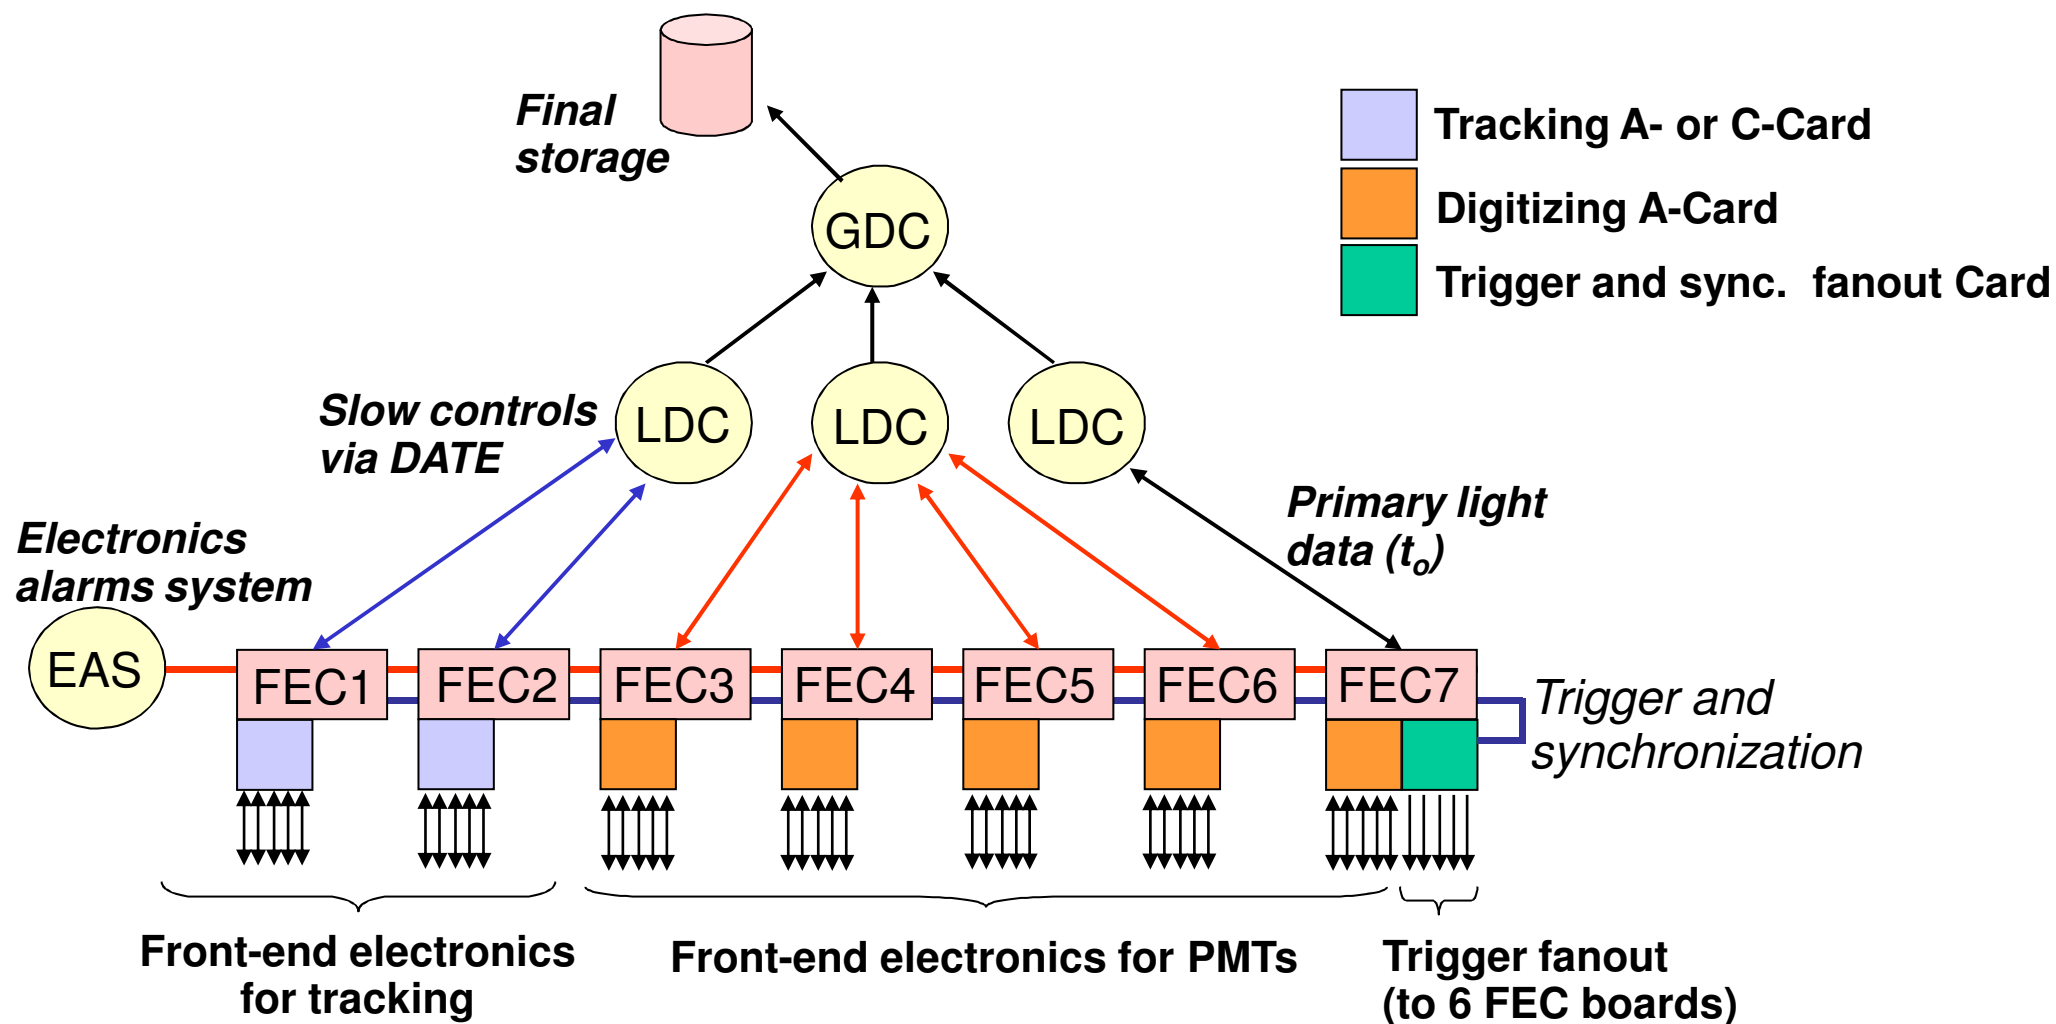 Final
storage
Tracking A- or C-Card
Digitizing A-Card
Trigger and sync. fanout Card
GDC
Slow controls
via DATE
LDC
LDC
LDC
Primary light
data (to)
Electronics
alarms system
EAS
FEC1
FEC2
FEC3
FEC4
FEC5
FEC6
FEC7
Trigger and
synchronization
Front-end electronics
for tracking
Front-end electronics for PMTs
Trigger fanout
(to 6 FEC boards)